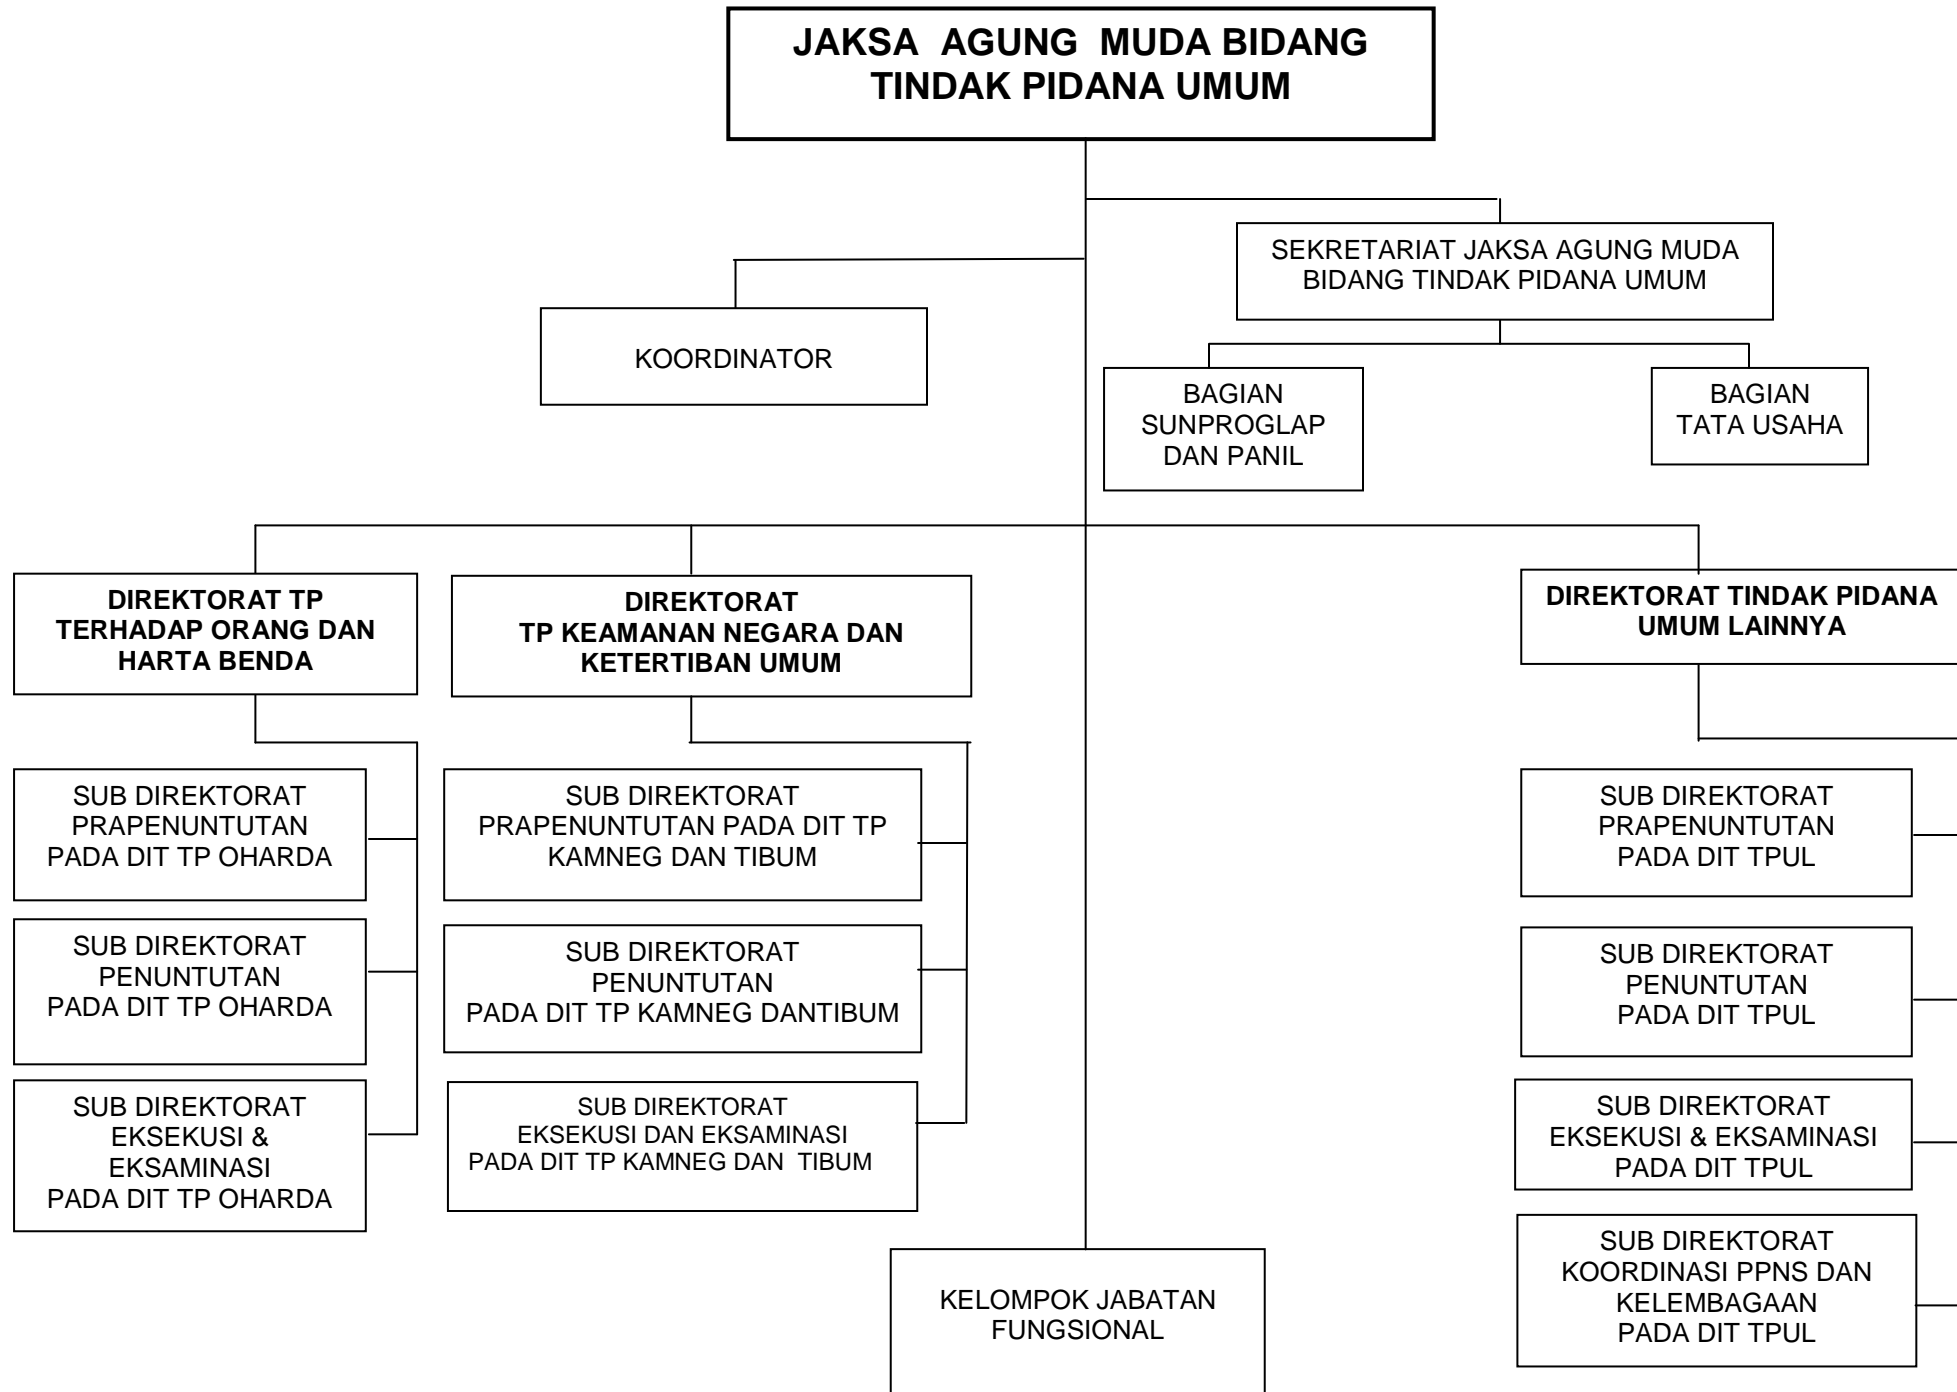 JAKSA AGUNG MUDA BIDANG
TINDAK PIDANA UMUM
SEKRETARIAT JAKSA AGUNG MUDA
BIDANG TINDAK PIDANA UMUM
KOORDINATOR
BAGIAN
SUNPROGLAP
DAN PANIL
BAGIAN
TATA USAHA
DIREKTORAT TP
TERHADAP ORANG DAN
HARTA BENDA
DIREKTORAT
TP KEAMANAN NEGARA DAN
KETERTIBAN UMUM
DIREKTORAT TINDAK PIDANA
UMUM LAINNYA
SUB DIREKTORAT
PRAPENUNTUTAN
PADA DIT TP OHARDA
SUB DIREKTORAT
PENUNTUTAN
PADA DIT TP OHARDA
SUB DIREKTORAT
EKSEKUSI &
EKSAMINASI
PADA DIT TP OHARDA
SUB DIREKTORAT
PRAPENUNTUTAN PADA DIT TP
KAMNEG DAN TIBUM
SUB DIREKTORAT
PENUNTUTAN
PADA DIT TP KAMNEG DANTIBUM
SUB DIREKTORAT
EKSEKUSI DAN EKSAMINASI
PADA DIT TP KAMNEG DAN TIBUM
SUB DIREKTORAT
PRAPENUNTUTAN
PADA DIT TPUL
SUB DIREKTORAT
PENUNTUTAN
PADA DIT TPUL
SUB DIREKTORAT
EKSEKUSI & EKSAMINASI
PADA DIT TPUL
SUB DIREKTORAT
KOORDINASI PPNS DAN
KELEMBAGAAN
PADA DIT TPUL
KELOMPOK JABATAN
FUNGSIONAL